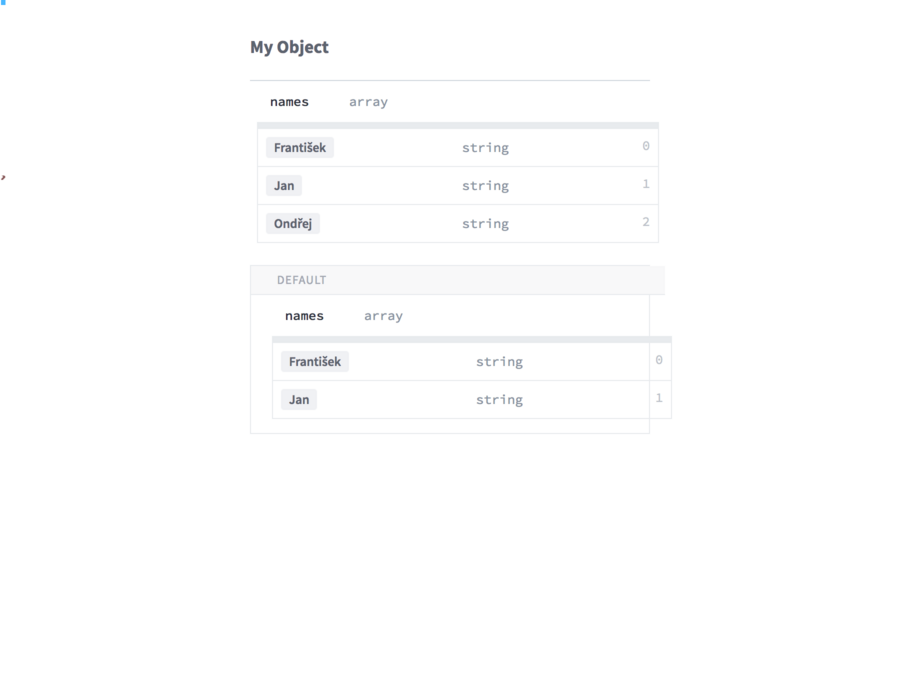 My Object
names array
František string 0
Jan string 1
Ondřej string 2
DEFAULT
names array
František string 0
Jan string 1